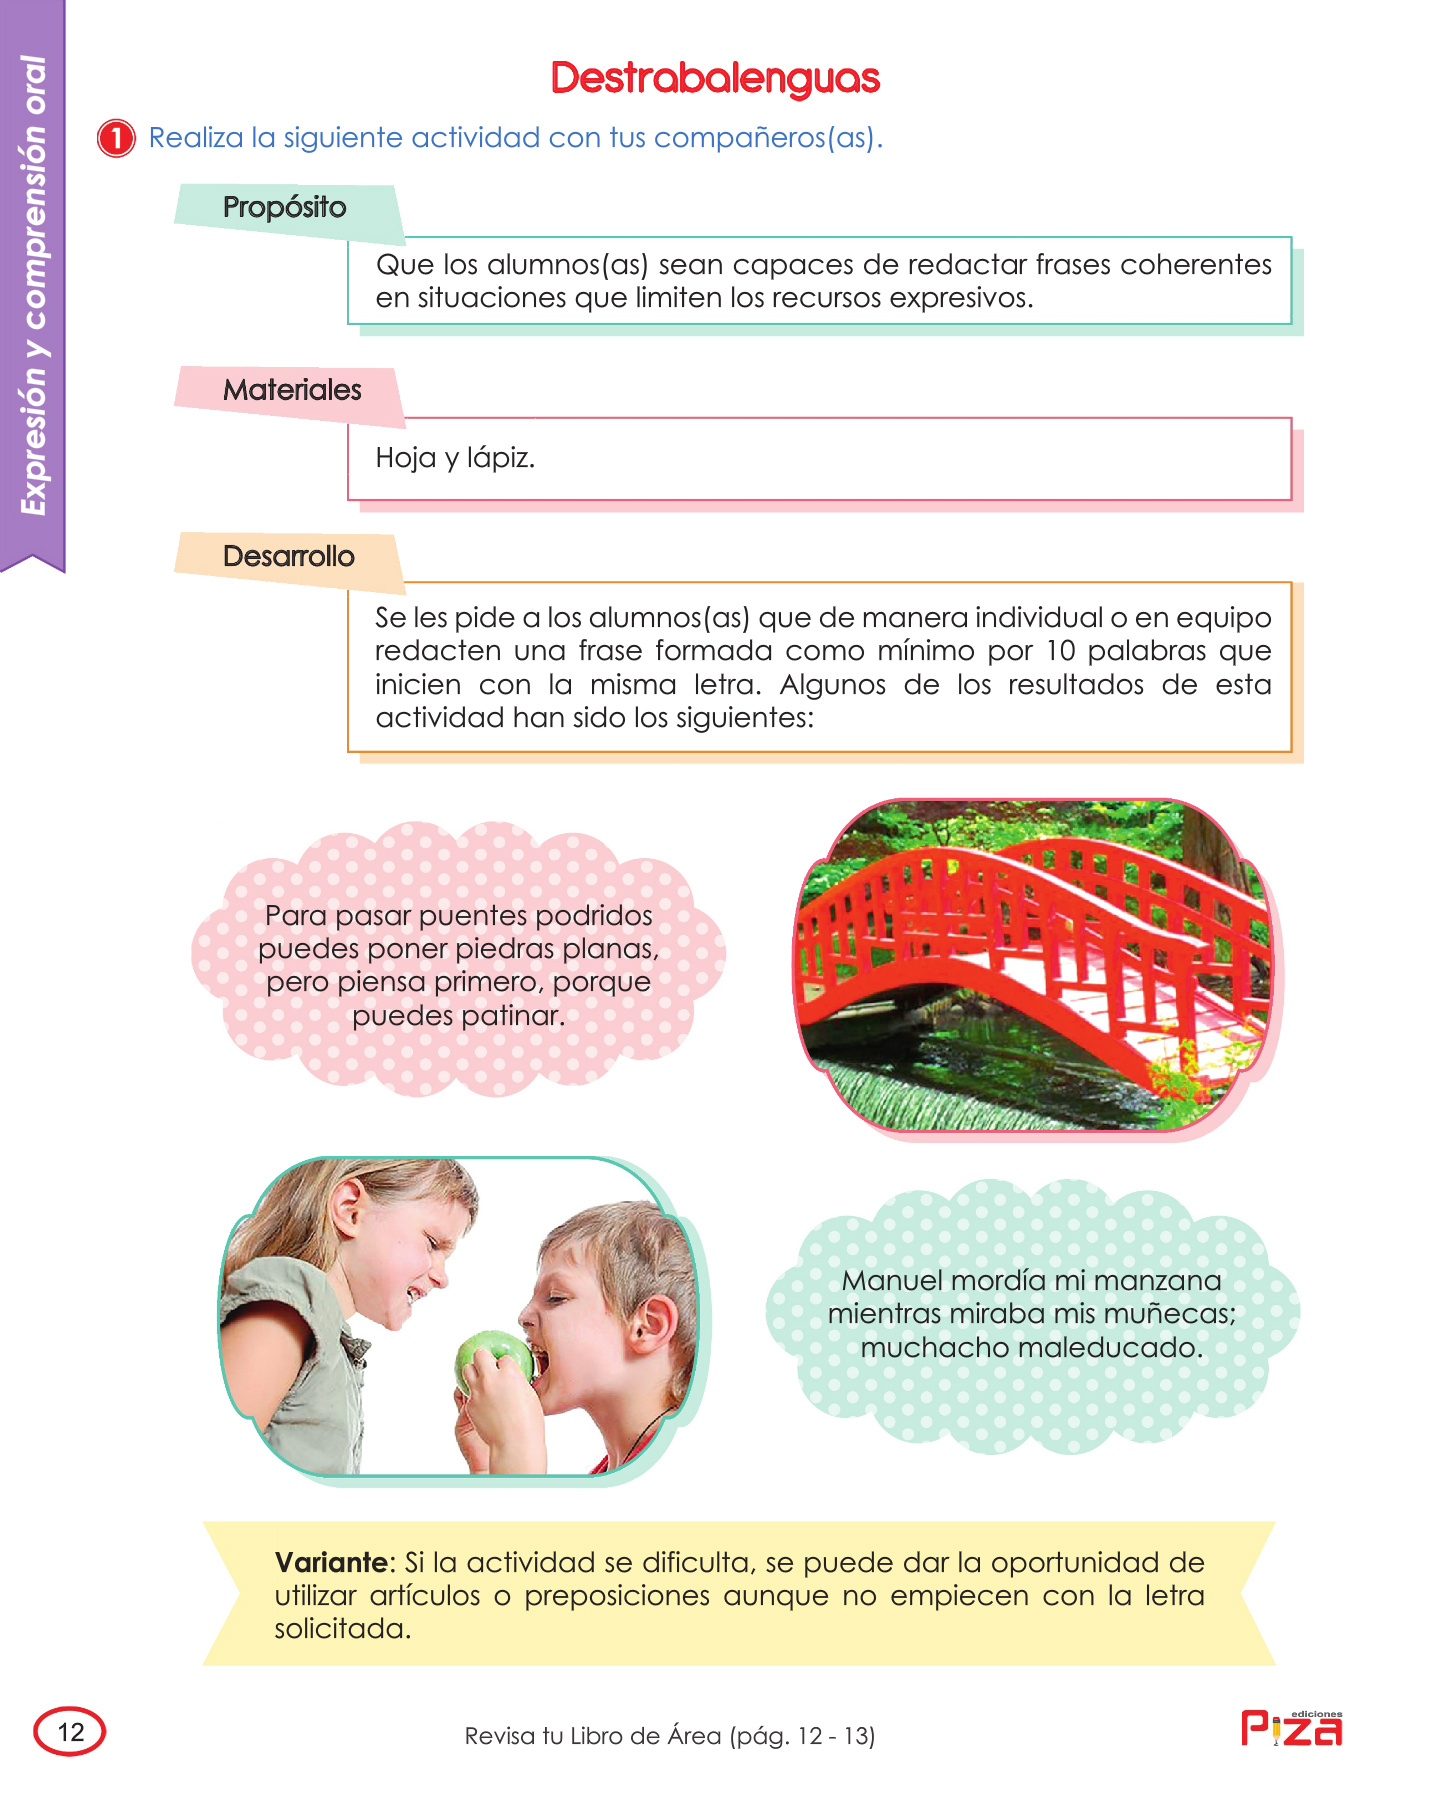 Expresión y comprensión oral
Destrabalenguas
1 Realiza la siguiente actividad con tus compañeros(as).
Propósito
Que los alumnos(as) sean capaces de redactar frases coherentes
en situaciones que limiten los recursos expresivos.
Materiales
Hoja y lápiz.
Desarrollo
Se les pide a los alumnos(as) que de manera individual o en equipo
redacten una frase formada como mínimo por 10 palabras que
inicien con la misma letra. Algunos de los resultados de esta
actividad han sido los siguientes:
Para pasar puentes podridos
puedes poner piedras planas,
pero piensa primero, porque
puedes patinar.
Manuel mordía mi manzana
mientras miraba mis muñecas;
muchacho maleducado.
Variante: Si la actividad se dificulta, se puede dar la oportunidad de
utilizar artículos o preposiciones aunque no empiecen con la letra
solicitada.
12
Revisa tu Libro de Área (pág. 12 - 13)
ediciones
Piza